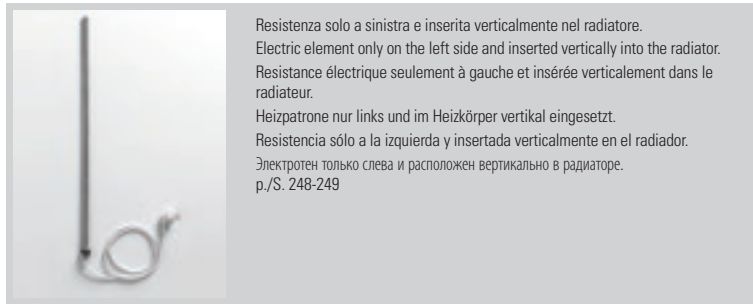 Resistenza solo a sinistra e inserita verticalmente nel radiatore.
Electric element only on the left side and inserted vertically into the radiator.
Resistance électrique seulement à gauche et insérée verticalement dans le
radiateur.
Heizpatrone nur links und im Heizkörper vertikal eingesetzt.
Resistencia sólo a la izquierda y insertada verticalmente en el radiador.
Электротен только слева и расположен вертикально в радиаторе.
p./S. 248-249